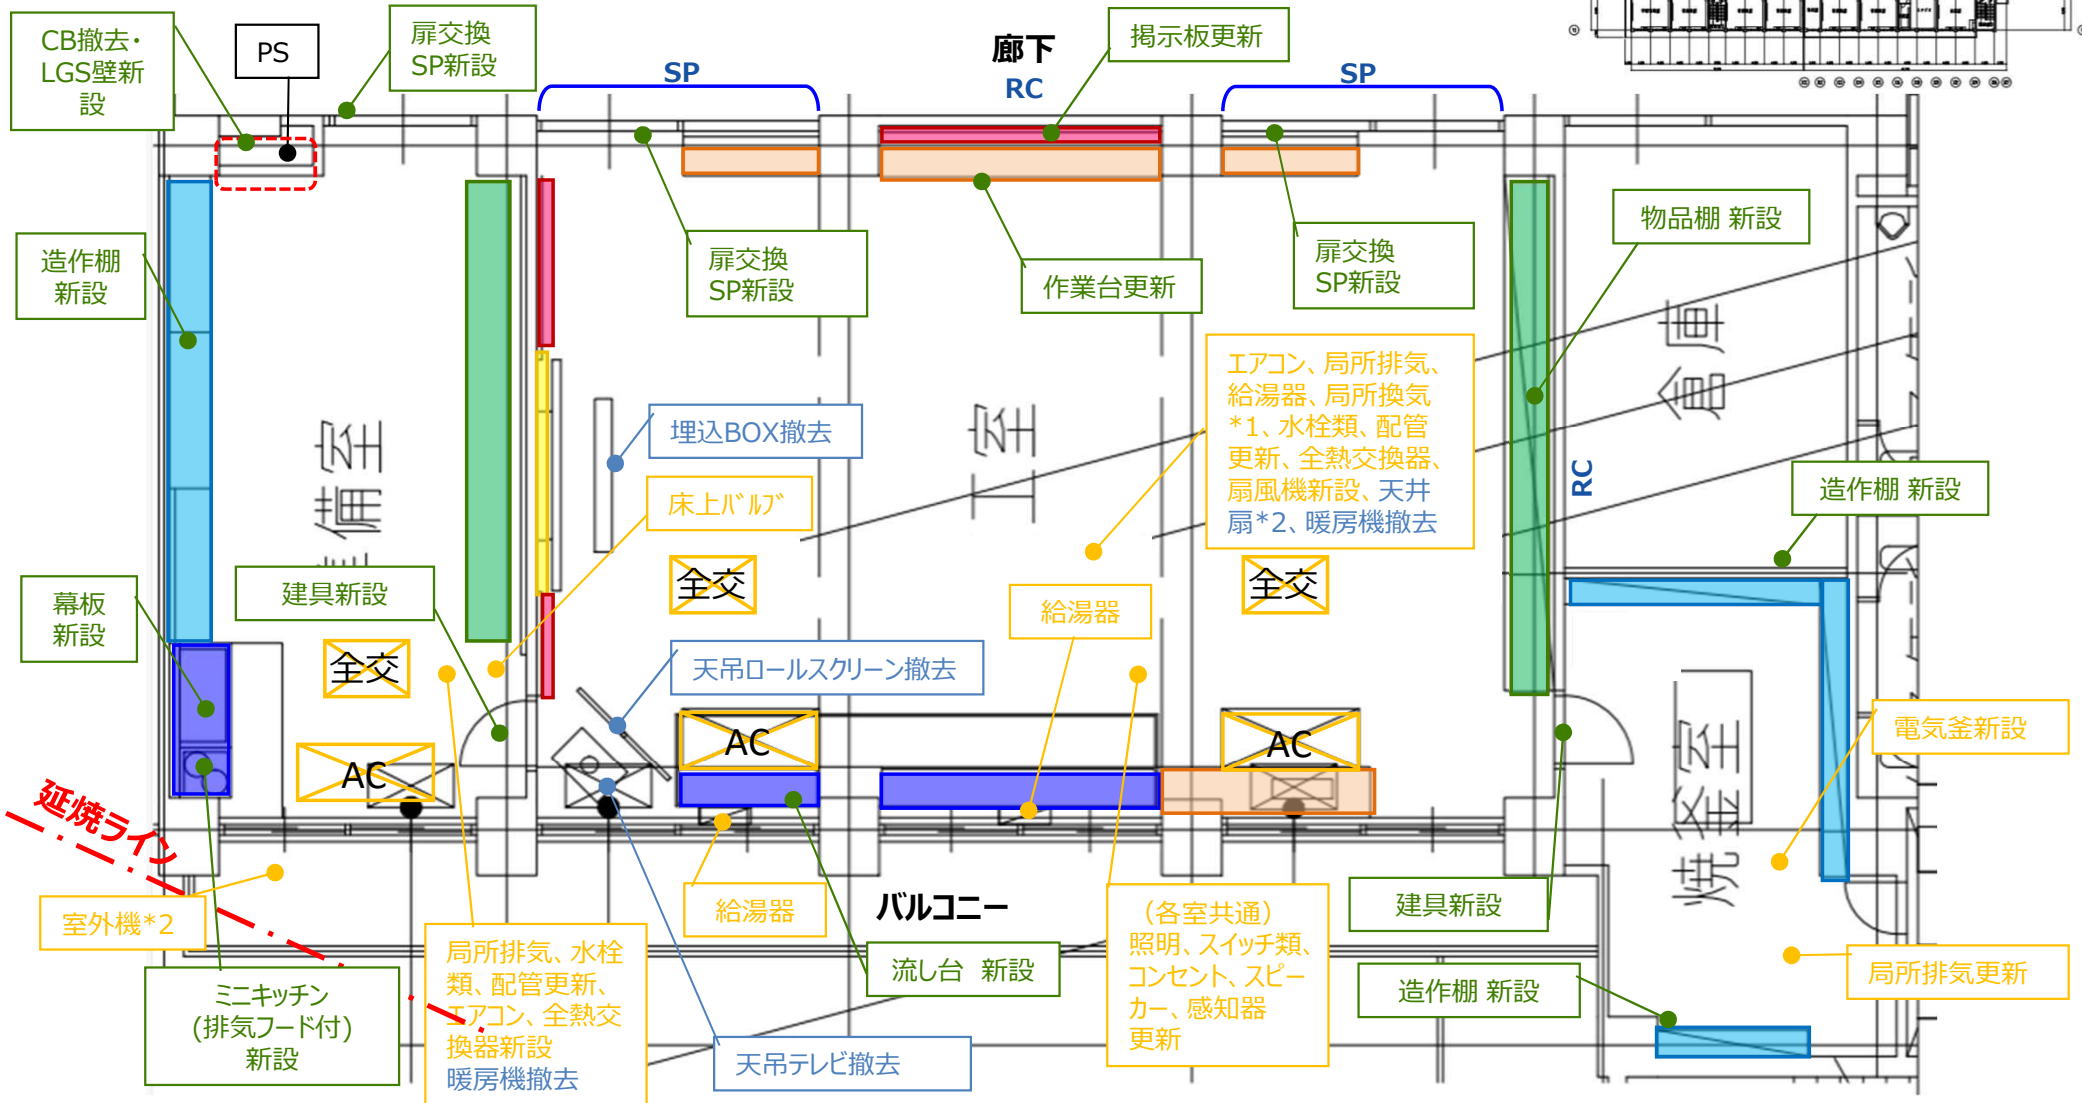 CB撤去・
LGS壁新
設
PS
扉交換
SP新設
SP
廊下
RC
掲示板更新
SP
造作棚
新設
扉交換
SP新設
作業台更新
扉交換
SP新設
物品棚 新設
倉庫
エアコン、局所排気、
給湯器、局所換気
*1、水栓類、配管
更新、全熱交換器、
扇風機新設、天井
扇*2、暖房機撤去
埋込BOX撤去
工室
準備室
RC
床上バルブ
造作棚 新設
幕板
新設
建具新設
全交
全交
全交
給湯器
天吊ロールスクリーン撤去
AC
AC
AC
電気釜新設
焼釜室
延焼ライン
室外機*2
給湯器
バルコニー
(各室共通)
照明、スイッチ類、
コンセント、スピー
カー、感知器
更新
建具新設
局所排気、水栓
類、配管更新、
エアコン、全熱交
換器新設
暖房機撤去
流し台 新設
局所排気更新
造作棚 新設
ミニキッチン
(排気フード付)
新設
天吊テレビ撤去